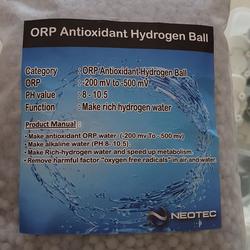 ORP Antioxidant Hydrogen Ball
Category : ORP Antioxidant Hydrogen Ball
ORP : -200 mV to -500 mV
PH value : 8 - 10.5
Function : Make rich hydrogen water
Product Manual :
• Make antioxidant ORP water (-200 mv To -500 mv)
• Make alkaline water (PH 8- 10.5).
• Make Rich-hydrogen water and speed up metabolism.
• Remove harmful factor "oxygen free radicals" in air and water.
NEOTEC